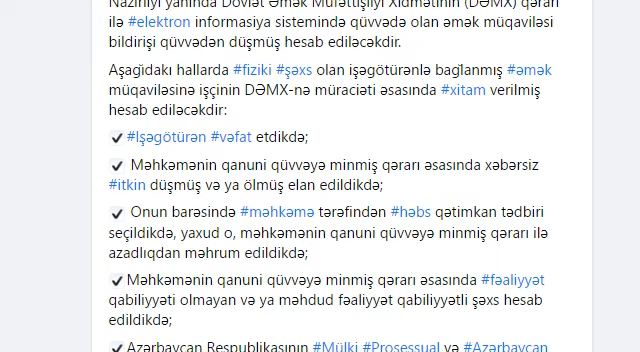 Nazirliyi yanında Dövlət Əmək Müfəttişliyi Xidmətinin (DƏMX) qərarı
ilə #elektron informasiya sistemində qüvvədə olan əmək müqaviləsi
bildirişi qüvvədən düşmüş hesab ediləcəkdir.
Aşağıdakı hallarda #fiziki #şəxs olan işəgötürənlə bağlanmış #əmək
müqaviləsinə işçinin DƏMX-nə müraciəti əsasında #xitam verilmiş
hesab ediləcəkdir:
✔#İşəgötürən #vəfat etdikdə;
✔ Məhkəmənin qanuni qüvvəyə minmiş qərarı əsasında xəbərsiz
#itkin düşmüş və ya ölmüş elan edildikdə;
✔ Onun barəsində #məhkəmə tərəfindən #həbs qətimkan tədbiri
seçildikdə, yaxud o, məhkəmənin qanuni qüvvəyə minmiş qərarı ilə
azadlıqdan məhrum edildikdə;
✔Məhkəmənin qanuni qüvvəyə minmiş qərarı əsasında #fəaliyyət
qabiliyyəti olmayan və ya məhdud fəaliyyət qabiliyyətli şəxs hesab
edildikdə;
✔Azərbaycan Respublikasının #Mülki #Prosessual və #Azərbaycan